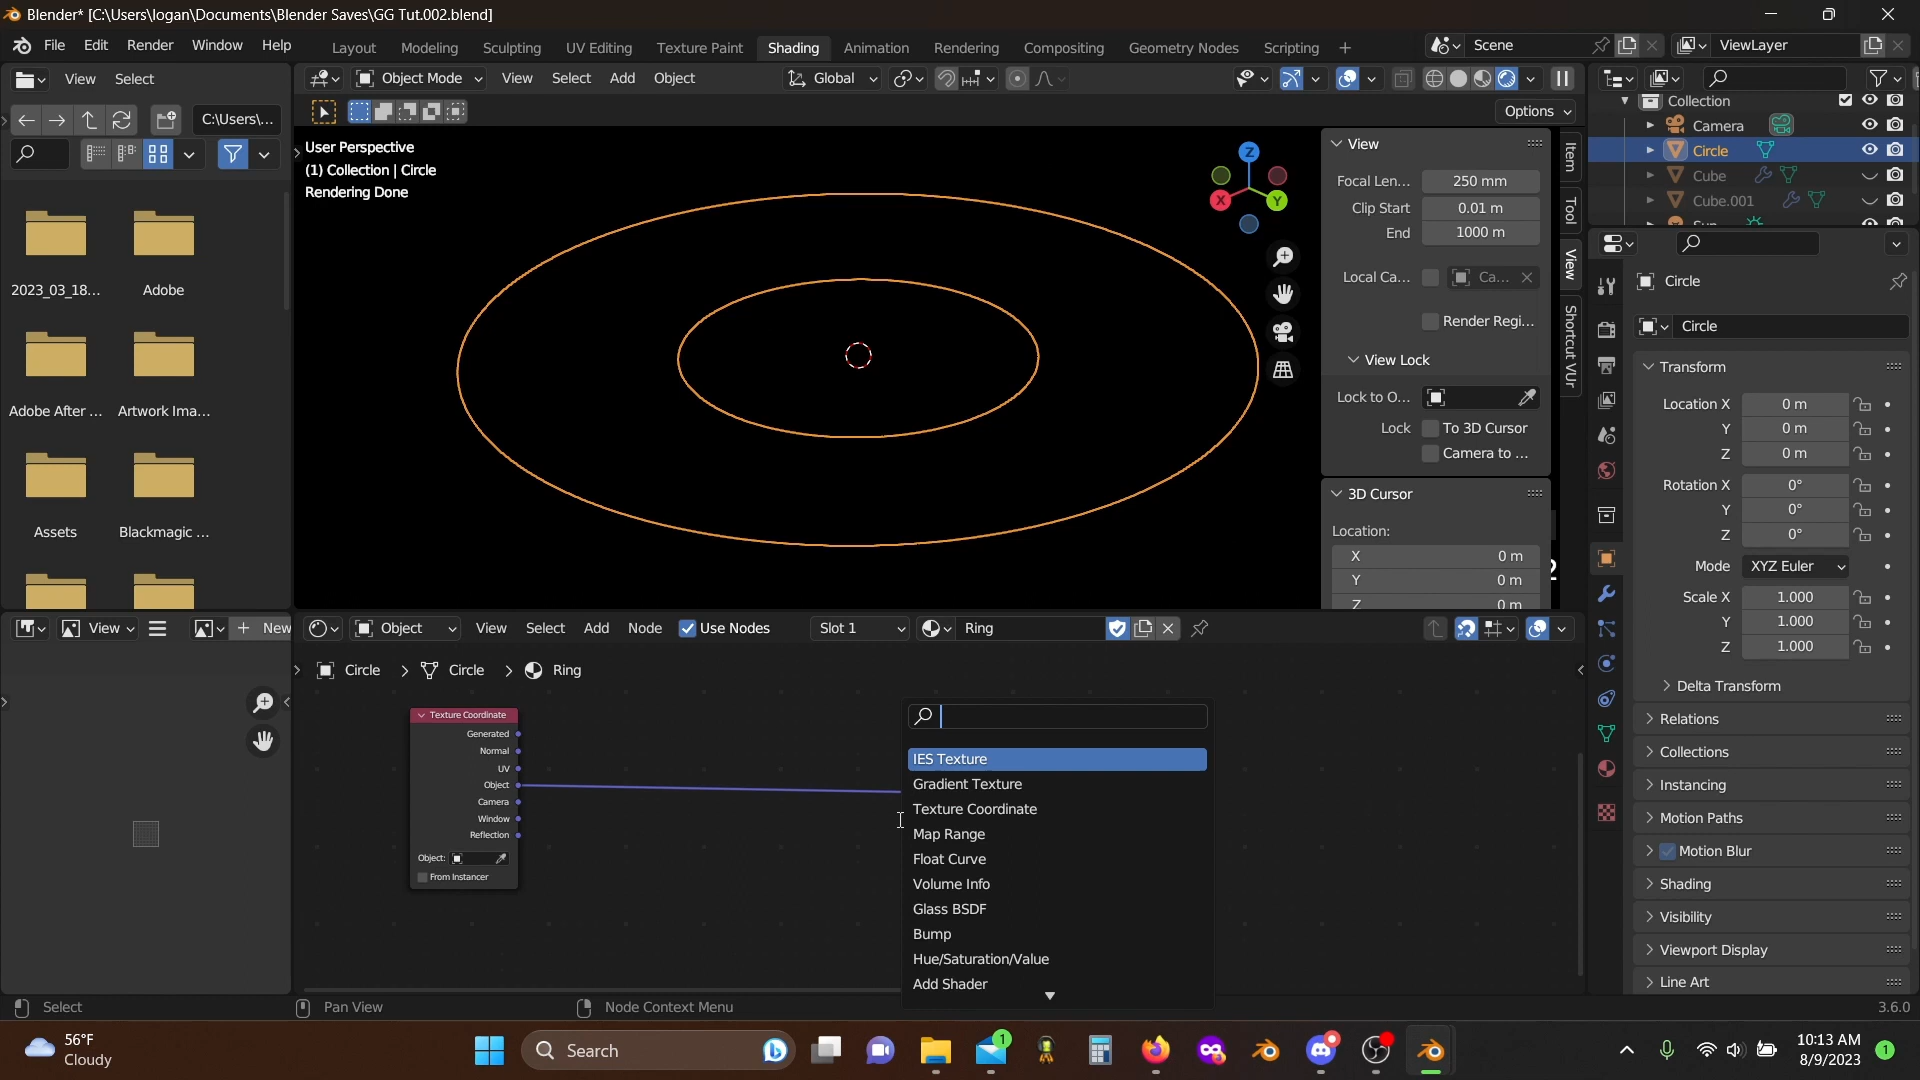 Blender* [C:\Users\logan\Documents\Blender Saves\GG Tut.002.blend]
File Edit Render Window Help
Layout Modeling Sculpting UV Editing Texture Paint Shading Animation Rendering Compositing Geometry Nodes Scripting +
Scene
ViewLayer
View Select
Object Mode View Select Add Object
Global
C:\Users\...
Options
User Perspective
(1) Collection | Circle
Rendering Done
2023_03_18...
Adobe
Adobe After ...
Artwork Ima...
Assets
Blackmagic ...
Z
X
Y
View
Focal Len... 250 mm
Clip Start 0.01 m
End 1000 m
Local Ca... Ca...
Render Regi...
View Lock
Lock to O...
Lock To 3D Cursor
Camera to ...
3D Cursor
Location:
X 0 m
Y 0 m
Z 0 m
Item
Tool
View
Shortcut VUr
Collection
Camera
Circle
Cube
Cube.001
Sun
Circle
Circle
Transform
Location X 0 m
Y 0 m
Z 0 m
Rotation X 0°
Y 0°
Z 0°
Mode XYZ Euler
Scale X 1.000
Y 1.000
Z 1.000
Delta Transform
Relations
Collections
Instancing
Motion Paths
Motion Blur
Shading
Visibility
Viewport Display
Line Art
View
New
Object View Select Add Node Use Nodes Slot 1 Ring
Circle > Circle > Ring
Texture Coordinate
Generated
Normal
UV
Object
Camera
Window
Reflection
Object:
From Instancer
IES Texture
Gradient Texture
Texture Coordinate
Map Range
Float Curve
Volume Info
Glass BSDF
Bump
Hue/Saturation/Value
Add Shader
Select
Pan View
Node Context Menu
3.6.0
56°F
Cloudy
Search
1
10:13 AM
8/9/2023
1